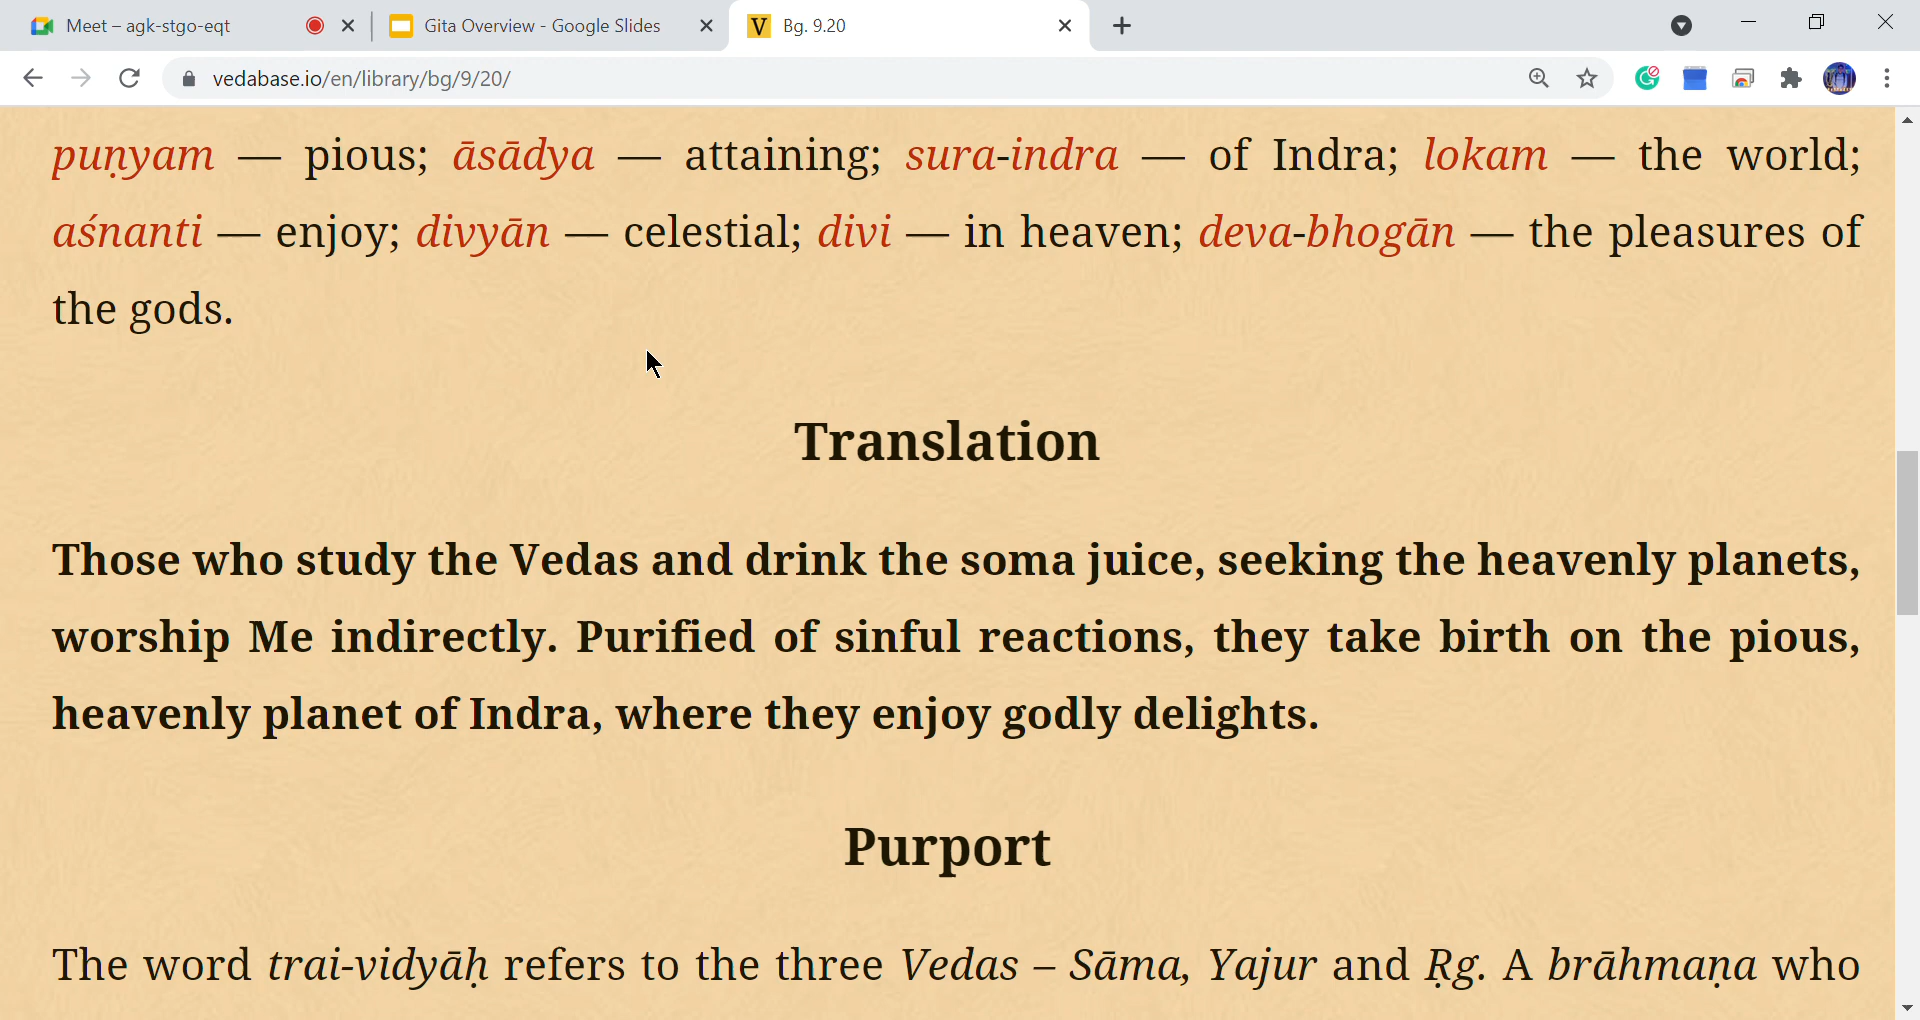 Meet – agk-stgo-eqt
Gita Overview - Google Slides
V Bg. 9.20
vedabase.io/en/library/bg/9/20/
puṇyam — pious; āsādya — attaining; sura-indra — of Indra; lokam — the world;
aśnanti — enjoy; divyān — celestial; divi — in heaven; deva-bhogān — the pleasures of
the gods.
Translation
Those who study the Vedas and drink the soma juice, seeking the heavenly planets,
worship Me indirectly. Purified of sinful reactions, they take birth on the pious,
heavenly planet of Indra, where they enjoy godly delights.
Purport
The word trai-vidyāḥ refers to the three Vedas – Sāma, Yajur and Ṛg. A brāhmaṇa who